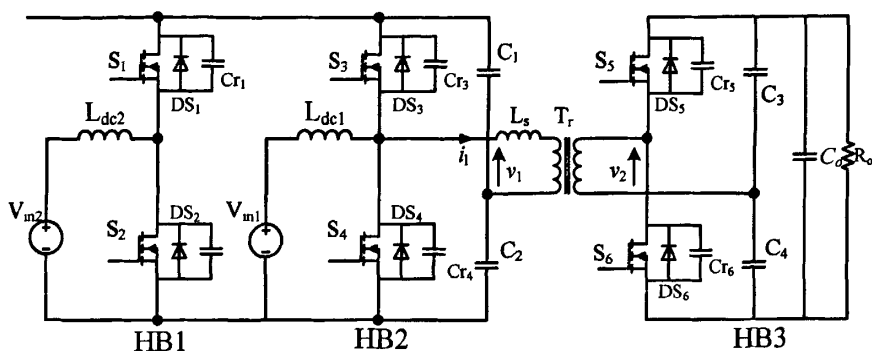 S1
Cr1
DS1
Ldc2
Vin2
S2
DS2
HB1
S3
Cr3
DS3
Ldc1
Vin1
S4
DS4
Cr4
HB2
C1
C2
Ls
Tr
i1
v1
v2
S5
Cr5
DS5
S6
Cr6
DS6
C3
C4
Co
Ro
HB3